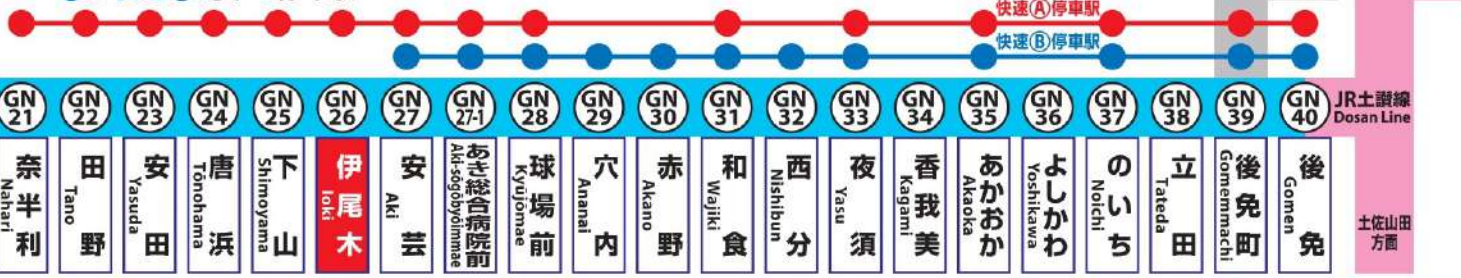 快速Ⓐ停車駅
快速Ⓑ停車駅
GN 21
GN 22
GN 23
GN 24
GN 25
GN 26
GN 27
GN 27-1
GN 28
GN 29
GN 30
GN 31
GN 32
GN 33
GN 34
GN 35
GN 36
GN 37
GN 38
GN 39
GN 40
JR土讃線
Dosan Line
奈半利
Nahari
田野
Tano
安田
Yasuda
唐浜
Tōnohama
下山
Shimoyama
伊尾木
Ioki
安芸
Aki
あき総合病院前
Aki-sōgōbyōimmae
球場前
Kyūjōmae
穴内
Ananai
赤野
Akano
和食
Wajiki
西分
Nishibun
夜須
Yasu
香我美
Kagami
あかおか
Akaoka
よしかわ
Yoshikawa
のいち
Noichi
立田
Tateda
後免町
Gomemmachi
後免
Gomen
土佐山田
方面